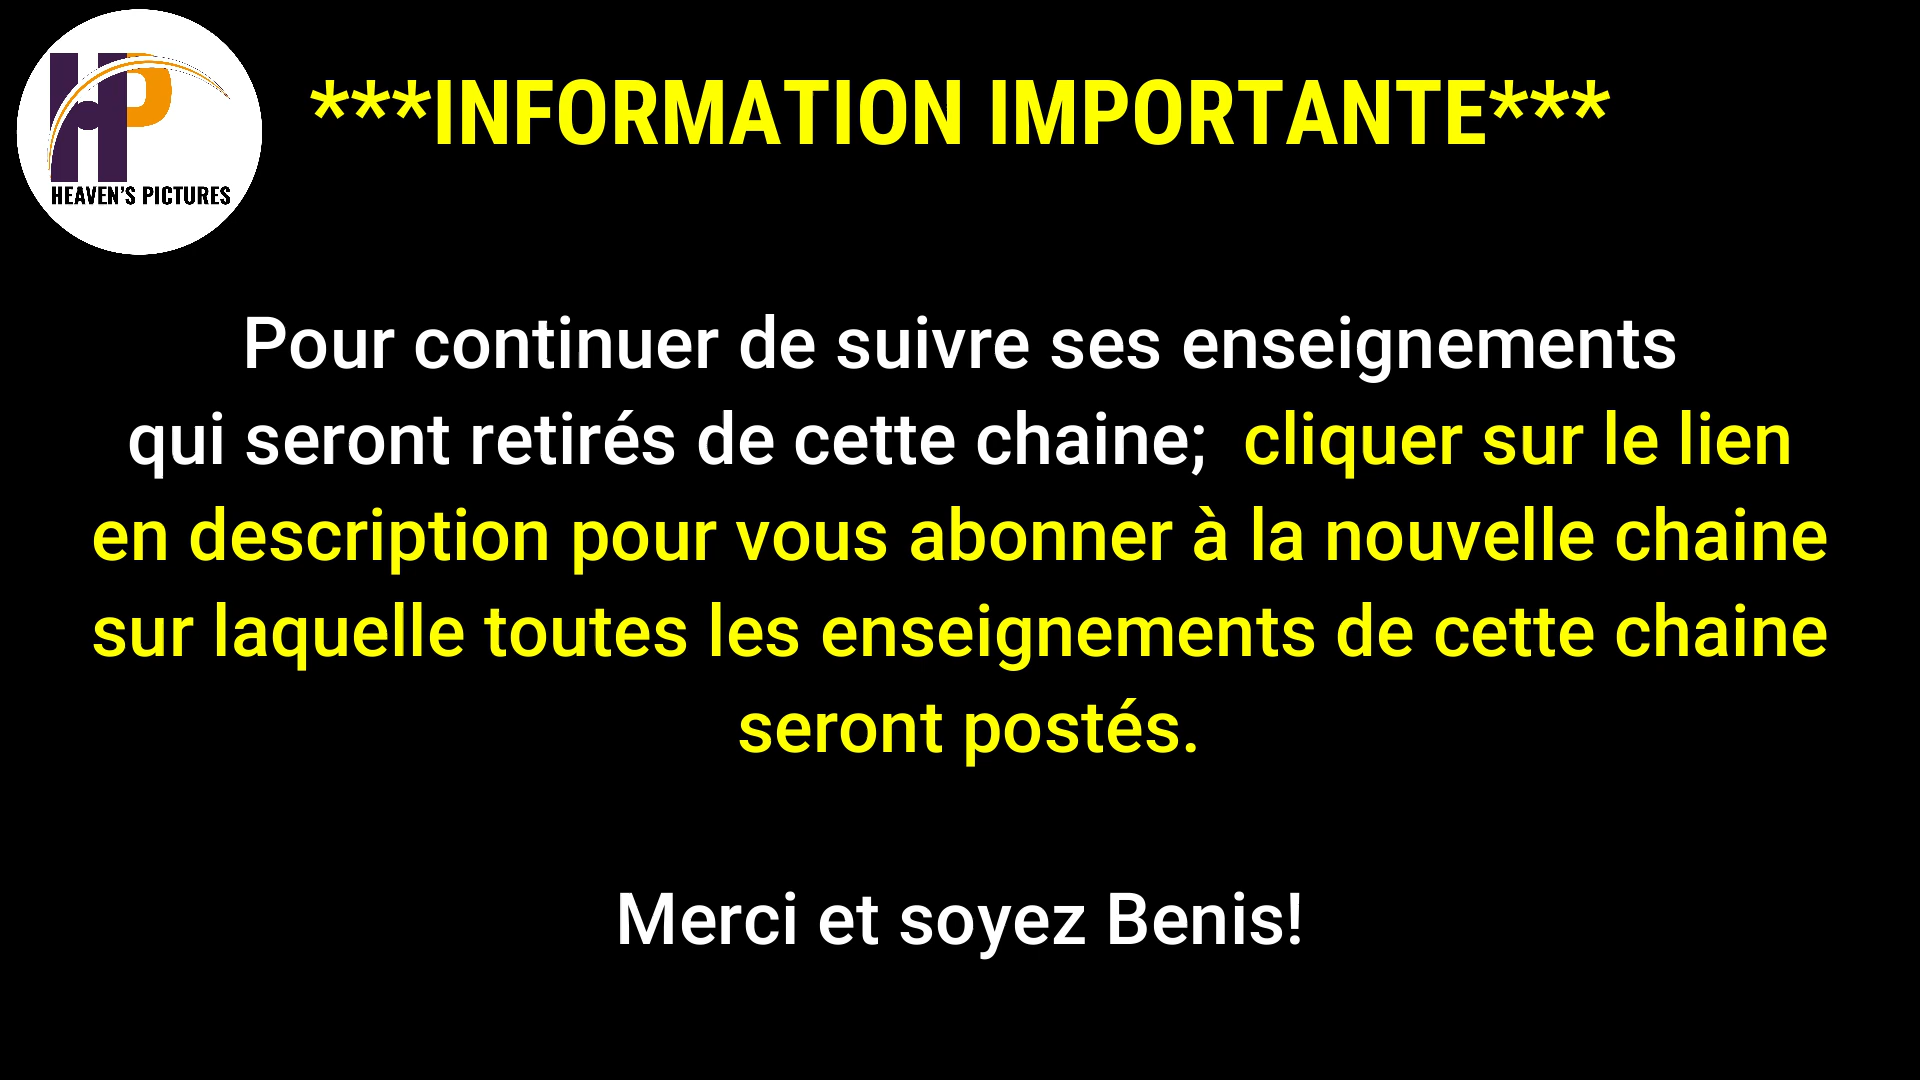 HP
HEAVEN'S PICTURES
***INFORMATION IMPORTANTE***
Pour continuer de suivre ses enseignements
qui seront retirés de cette chaine; cliquer sur le lien
en description pour vous abonner à la nouvelle chaine
sur laquelle toutes les enseignements de cette chaine
seront postés.
Merci et soyez Benis!